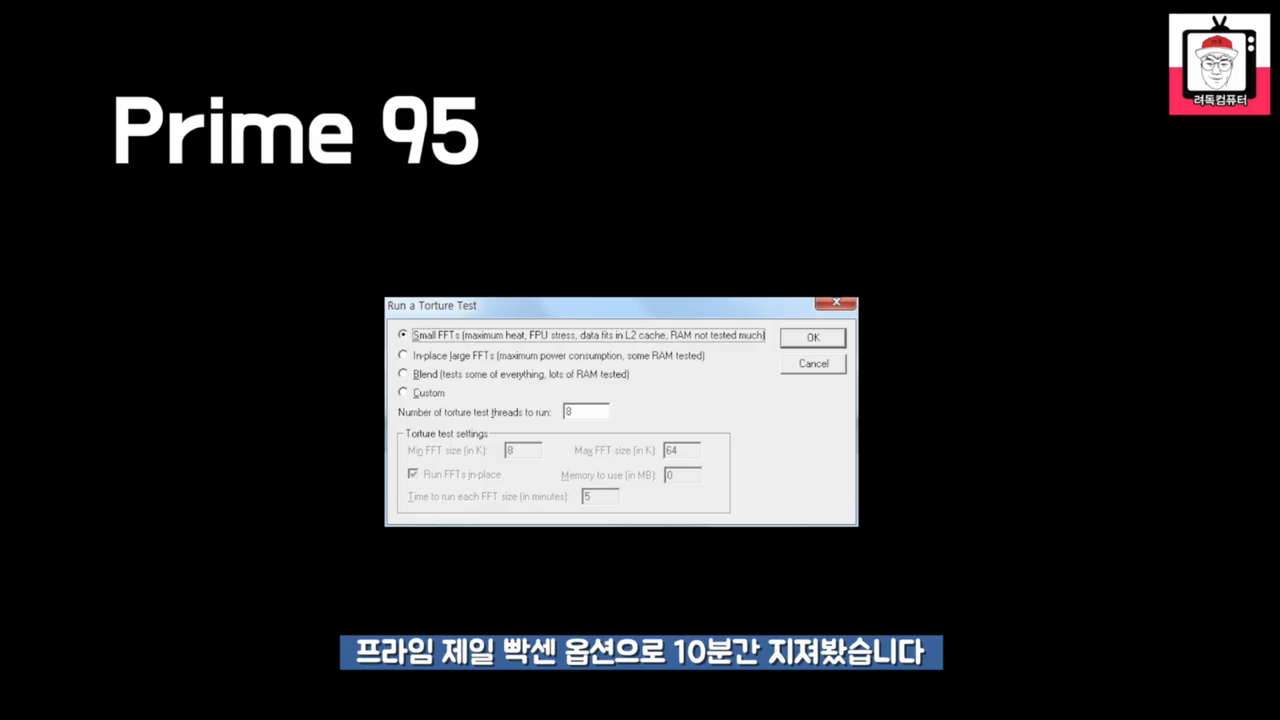 려독컴퓨터
Prime 95
Run a Torture Test
Small FFTs (maximum heat, FPU stress, data fits in L2 cache, RAM not tested much)
OK
In-place large FFTs (maximum power consumption, some RAM tested)
Cancel
Blend (tests some of everything, lots of RAM tested)
Custom
Number of torture test threads to run: 8
Torture test settings
Min FFT size (in K): 8
Max FFT size (in K): 64
Run FFTs in-place
Memory to use (in MB): 0
Time to run each FFT size (in minutes): 5
프라임 제일 빡센 옵션으로 10분간 지져봤습니다